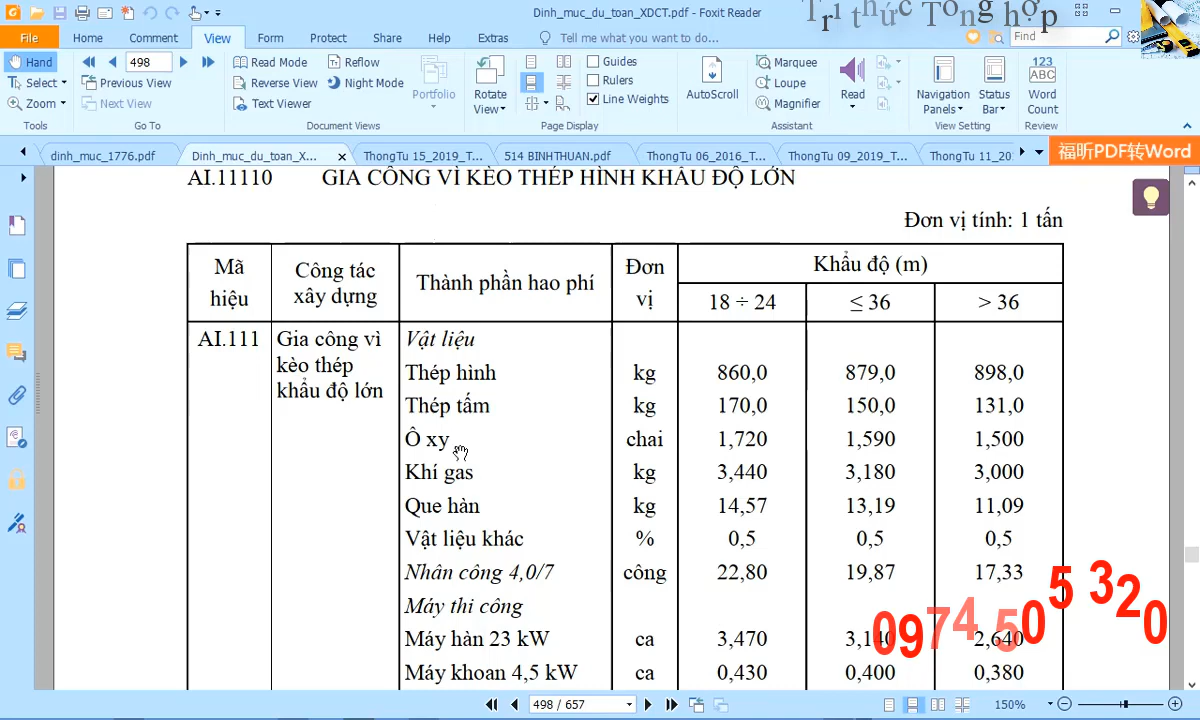 Dinh_muc_du_toan_XDCT.pdf - Foxit Reader
Tri thức Tổng hợp
File Home Comment View Form Protect Share Help Extras Tell me what you want to do... Find
Hand 498 Read Mode Reflow Guides Marquee 123
Select Previous View Reverse View Night Mode Portfolio Rotate View Rulers AutoScroll Loupe Read Navigation Panels Status Bar ABC Word Count
Zoom Next View Text Viewer Line Weights Magnifier
Tools Go To Document Views Page Display Assistant View Setting Review
dinh_muc_1776.pdf Dinh_muc_du_toan_X... ThongTu 15_2019_T... 514 BINHTHUAN.pdf ThongTu 06_2016_T... ThongTu 09_2019_T... ThongTu 11_20 福昕PDF转Word
AI.11110 GIA CÔNG VÌ KÈO THÉP HÌNH KHẨU ĐỘ LỚN
Đơn vị tính: 1 tấn
Mã hiệu Công tác xây dựng Thành phần hao phí Đơn vị Khẩu độ (m)
18 ÷ 24 ≤ 36 > 36
AI.111 Gia công vì kèo thép khẩu độ lớn Vật liệu
Thép hình kg 860,0 879,0 898,0
Thép tấm kg 170,0 150,0 131,0
Ô xy chai 1,720 1,590 1,500
Khí gas kg 3,440 3,180 3,000
Que hàn kg 14,57 13,19 11,09
Vật liệu khác % 0,5 0,5 0,5
Nhân công 4,0/7 công 22,80 19,87 17,33
Máy thi công
Máy hàn 23 kW ca 3,470 3,140 2,640
Máy khoan 4,5 kW ca 0,430 0,400 0,380
0974 505 320
498 / 657 150%